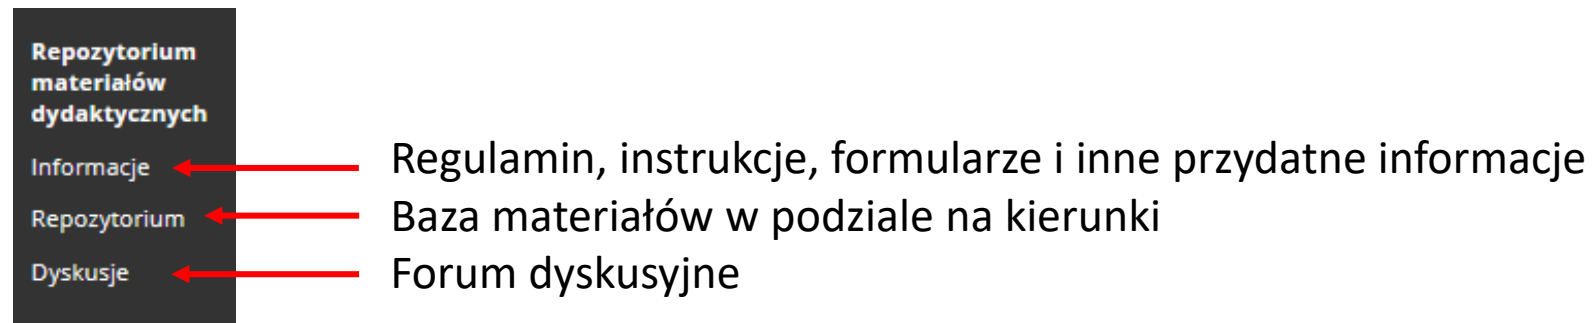 Repozytorium
materiałów
dydaktycznych
Informacje
Regulamin, instrukcje, formularze i inne przydatne informacje
Repozytorium
Baza materiałów w podziale na kierunki
Dyskusje
Forum dyskusyjne